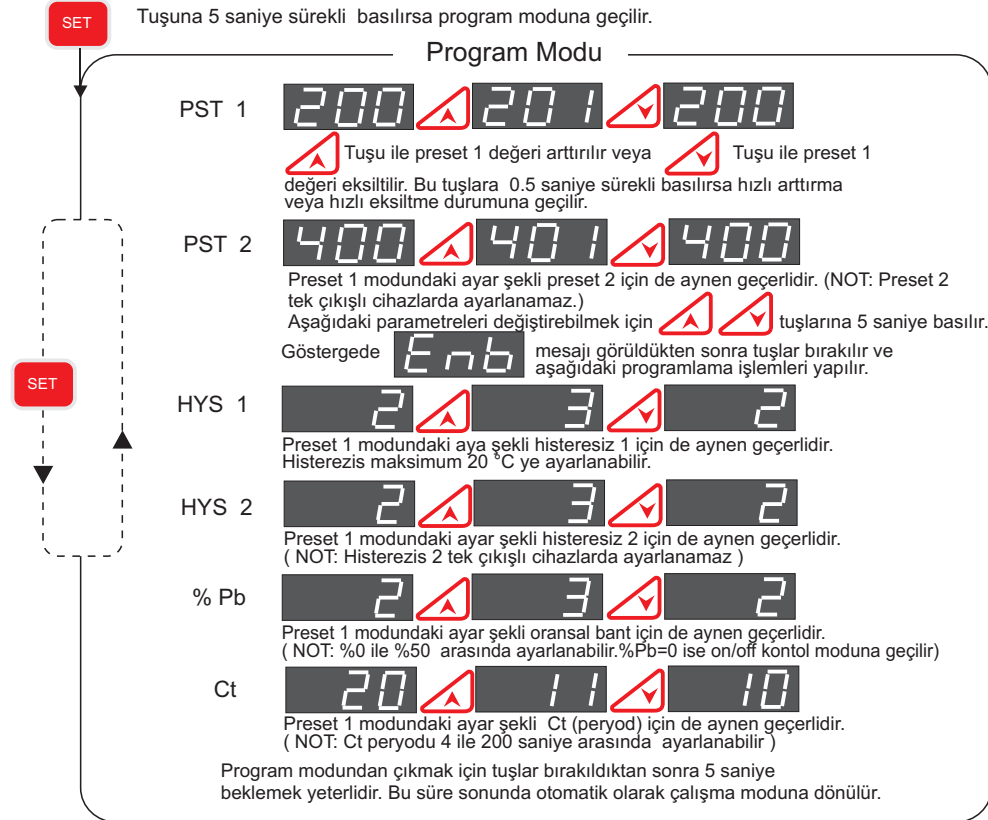 SET Tuşuna 5 saniye sürekli basılırsa program moduna geçilir.
Program Modu
PST 1 200 201 200
Tuşu ile preset 1 değeri arttırılır veya Tuşu ile preset 1
değeri eksiltilir. Bu tuşlara 0.5 saniye sürekli basılırsa hızlı arttırma
veya hızlı eksiltme durumuna geçilir.
PST 2 400 401 400
Preset 1 modundaki ayar şekli preset 2 için de aynen geçerlidir. (NOT: Preset 2
tek çıkışlı cihazlarda ayarlanamaz.)
Aşağıdaki parametreleri değiştirebilmek için tuşlarına 5 saniye basılır.
Göstergede Enb mesajı görüldükten sonra tuşlar bırakılır ve
aşağıdaki programlama işlemleri yapılır.
SET
HYS 1 2 3 2
Preset 1 modundaki aya şekli histeresiz 1 için de aynen geçerlidir.
Histerezis maksimum 20 °C ye ayarlanabilir.
HYS 2 2 3 2
Preset 1 modundaki ayar şekli histeresiz 2 için de aynen geçerlidir.
( NOT: Histerezis 2 tek çıkışlı cihazlarda ayarlanamaz )
% Pb 2 3 2
Preset 1 modundaki ayar şekli oransal bant için de aynen geçerlidir.
( NOT: %0 ile %50 arasında ayarlanabilir.%Pb=0 ise on/off kontol moduna geçilir)
Ct 20 11 10
Preset 1 modundaki ayar şekli Ct (peryod) için de aynen geçerlidir.
( NOT: Ct peryodu 4 ile 200 saniye arasında ayarlanabilir )
Program modundan çıkmak için tuşlar bırakıldıktan sonra 5 saniye
beklemek yeterlidir. Bu süre sonunda otomatik olarak çalışma moduna dönülür.